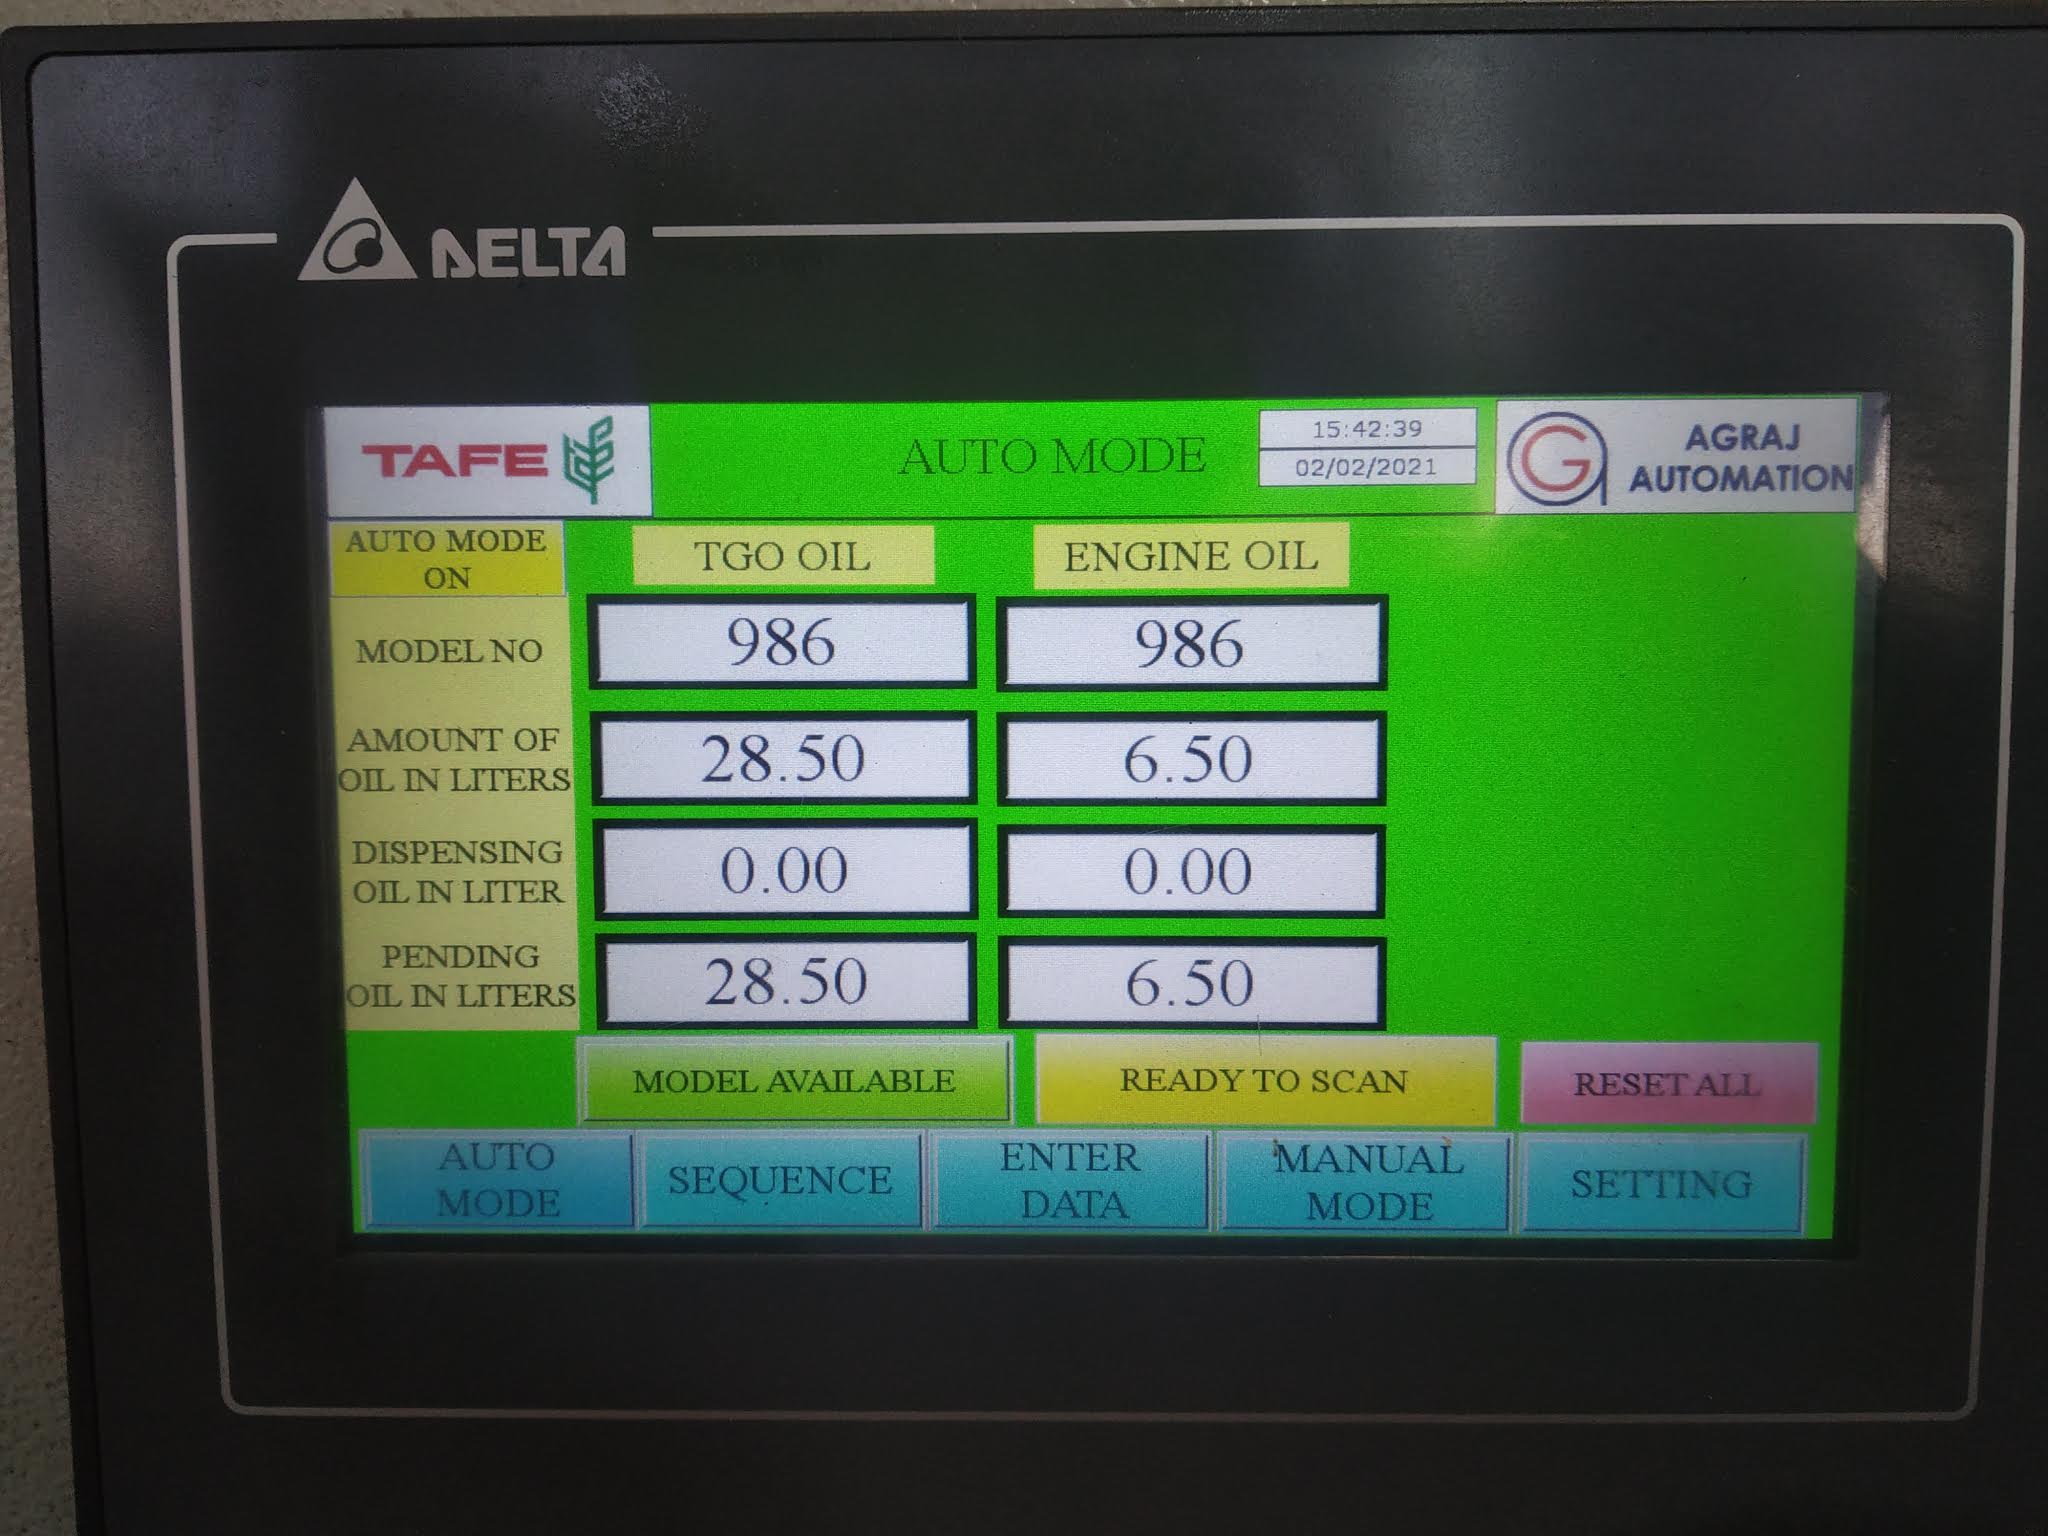 DELTA
TAFE
AUTO MODE
15:42:39
02/02/2021
AGRAJ
AUTOMATION
AUTO MODE
ON
TGO OIL
ENGINE OIL
MODEL NO
986
986
AMOUNT OF
OIL IN LITERS
28.50
6.50
DISPENSING
OIL IN LITER
0.00
0.00
PENDING
OIL IN LITERS
28.50
6.50
MODEL AVAILABLE
READY TO SCAN
RESET ALL
AUTO
MODE
SEQUENCE
ENTER
DATA
MANUAL
MODE
SETTING